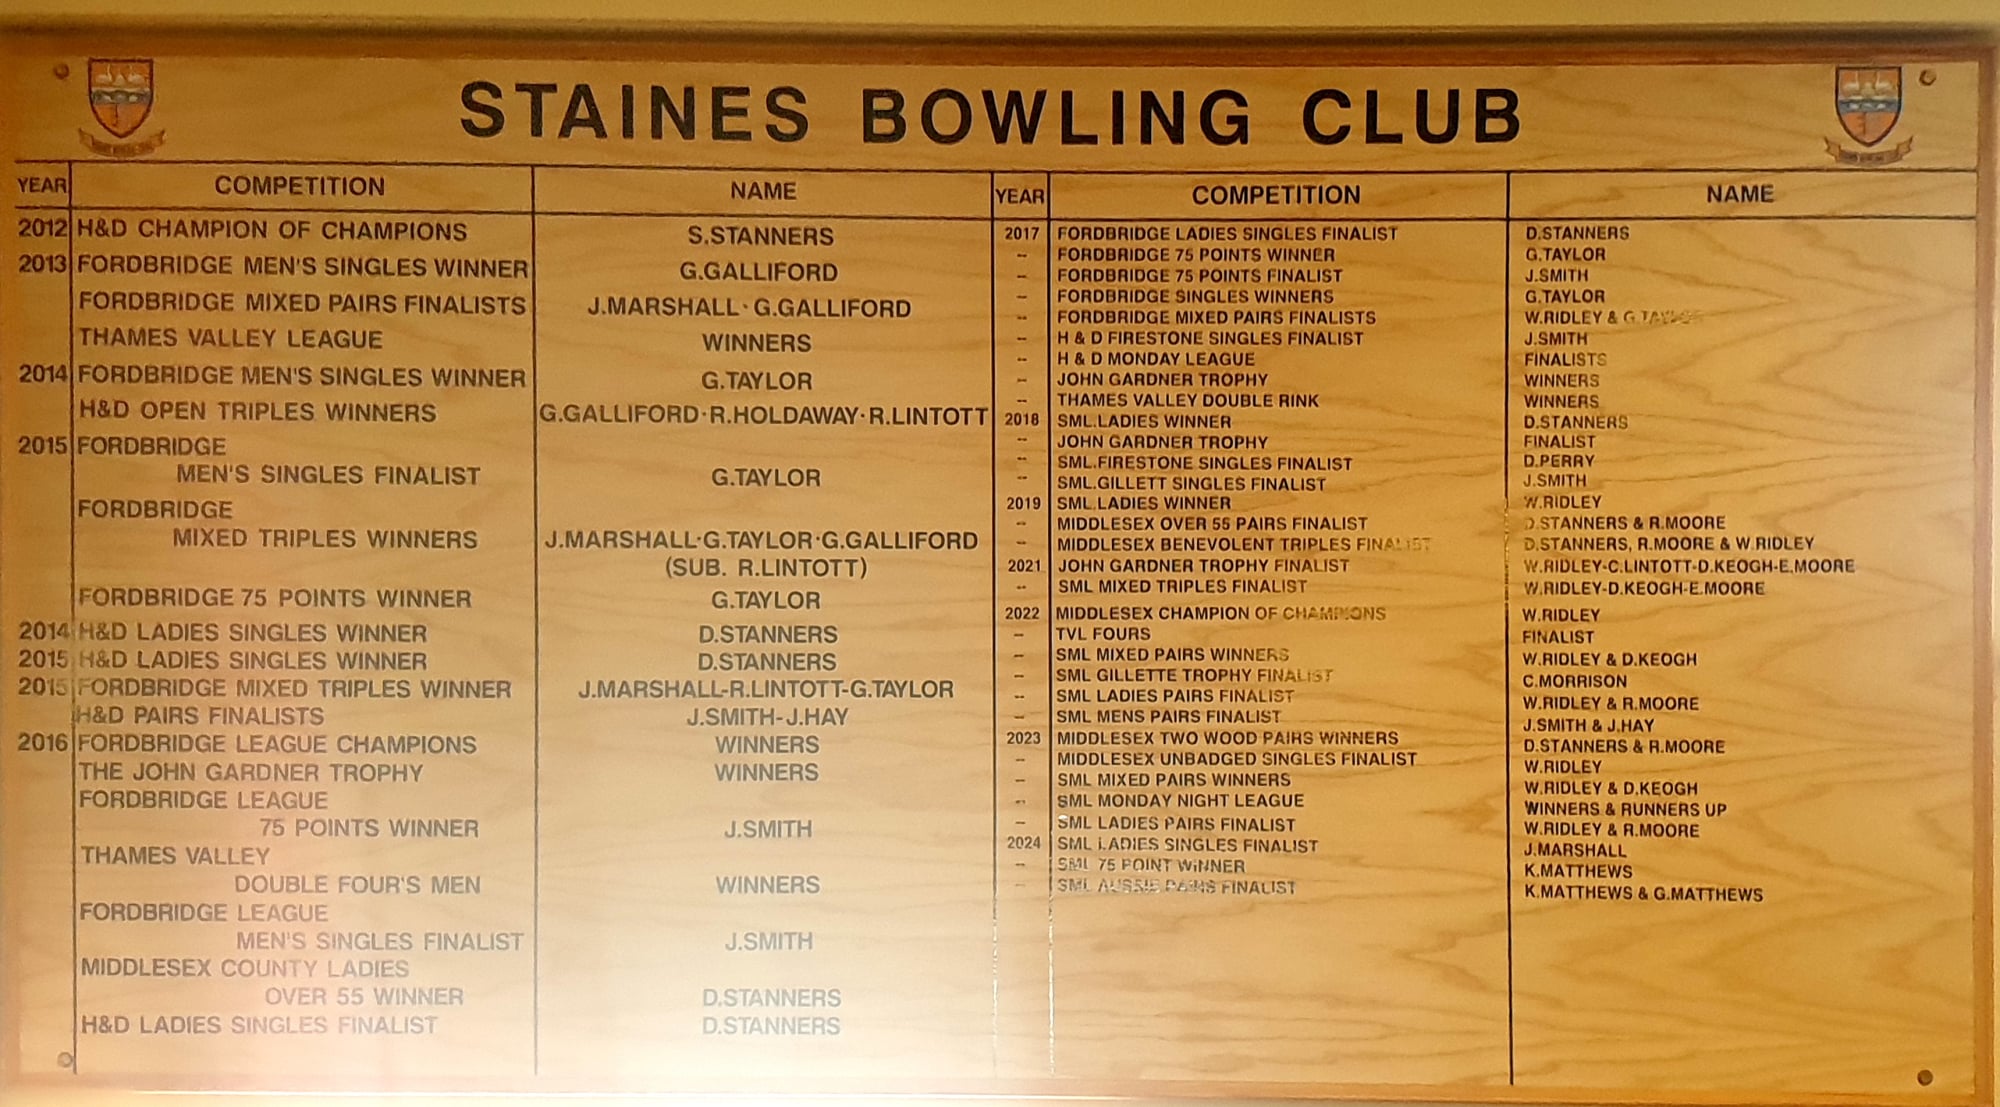 STAINES BOWLING CLUB
YEAR COMPETITION NAME
2012 H&D CHAMPION OF CHAMPIONS S.STANNERS
2013 FORDBRIDGE MEN'S SINGLES WINNER G.GALLIFORD
FORDBRIDGE MIXED PAIRS FINALISTS J.MARSHALL · G.GALLIFORD
THAMES VALLEY LEAGUE WINNERS
2014 FORDBRIDGE MEN'S SINGLES WINNER G.TAYLOR
H&D OPEN TRIPLES WINNERS G.GALLIFORD·R.HOLDAWAY·R.LINTOTT
2015 FORDBRIDGE
MEN'S SINGLES FINALIST G.TAYLOR
FORDBRIDGE
MIXED TRIPLES WINNERS J.MARSHALL·G.TAYLOR·G.GALLIFORD
(SUB. R.LINTOTT)
FORDBRIDGE 75 POINTS WINNER G.TAYLOR
2014 H&D LADIES SINGLES WINNER D.STANNERS
2015 H&D LADIES SINGLES WINNER D.STANNERS
2015 FORDBRIDGE MIXED TRIPLES WINNER J.MARSHALL-R.LINTOTT-G.TAYLOR
H&D PAIRS FINALISTS J.SMITH-J.HAY
2016 FORDBRIDGE LEAGUE CHAMPIONS WINNERS
THE JOHN GARDNER TROPHY WINNERS
FORDBRIDGE LEAGUE
75 POINTS WINNER J.SMITH
THAMES VALLEY
DOUBLE FOUR'S MEN WINNERS
FORDBRIDGE LEAGUE
MEN'S SINGLES FINALIST J.SMITH
MIDDLESEX COUNTY LADIES
OVER 55 WINNER D.STANNERS
H&D LADIES SINGLES FINALIST D.STANNERS
YEAR COMPETITION NAME
2017 FORDBRIDGE LADIES SINGLES FINALIST D.STANNERS
-- FORDBRIDGE 75 POINTS WINNER G.TAYLOR
-- FORDBRIDGE 75 POINTS FINALIST J.SMITH
-- FORDBRIDGE SINGLES WINNERS G.TAYLOR
-- FORDBRIDGE MIXED PAIRS FINALISTS W.RIDLEY & G.TAYLOR
-- H & D FIRESTONE SINGLES FINALIST J.SMITH
-- H & D MONDAY LEAGUE FINALISTS
-- JOHN GARDNER TROPHY WINNERS
-- THAMES VALLEY DOUBLE RINK WINNERS
2018 SML.LADIES WINNER D.STANNERS
-- JOHN GARDNER TROPHY FINALIST
-- SML.FIRESTONE SINGLES FINALIST D.PERRY
-- SML.GILLETT SINGLES FINALIST J.SMITH
2019 SML.LADIES WINNER W.RIDLEY
-- MIDDLESEX OVER 55 PAIRS FINALIST D.STANNERS & R.MOORE
-- MIDDLESEX BENEVOLENT TRIPLES FINALIST D.STANNERS, R.MOORE & W.RIDLEY
2021 JOHN GARDNER TROPHY FINALIST W.RIDLEY-C.LINTOTT-D.KEOGH-E.MOORE
-- SML MIXED TRIPLES FINALIST W.RIDLEY-D.KEOGH-E.MOORE
2022 MIDDLESEX CHAMPION OF CHAMPIONS W.RIDLEY
-- TVL FOURS FINALIST
-- SML MIXED PAIRS WINNERS W.RIDLEY & D.KEOGH
-- SML GILLETTE TROPHY FINALIST C.MORRISON
-- SML LADIES PAIRS FINALIST W.RIDLEY & R.MOORE
-- SML MENS PAIRS FINALIST J.SMITH & J.HAY
2023 MIDDLESEX TWO WOOD PAIRS WINNERS D.STANNERS & R.MOORE
-- MIDDLESEX UNBADGED SINGLES FINALIST W.RIDLEY
-- SML MIXED PAIRS WINNERS W.RIDLEY & D.KEOGH
-- SML MONDAY NIGHT LEAGUE WINNERS & RUNNERS UP
-- SML LADIES PAIRS FINALIST W.RIDLEY & R.MOORE
2024 SML LADIES SINGLES FINALIST J.MARSHALL
-- SML 75 POINT WINNER K.MATTHEWS
-- SML AUSSIE PAIRS FINALIST K.MATTHEWS & G.MATTHEWS